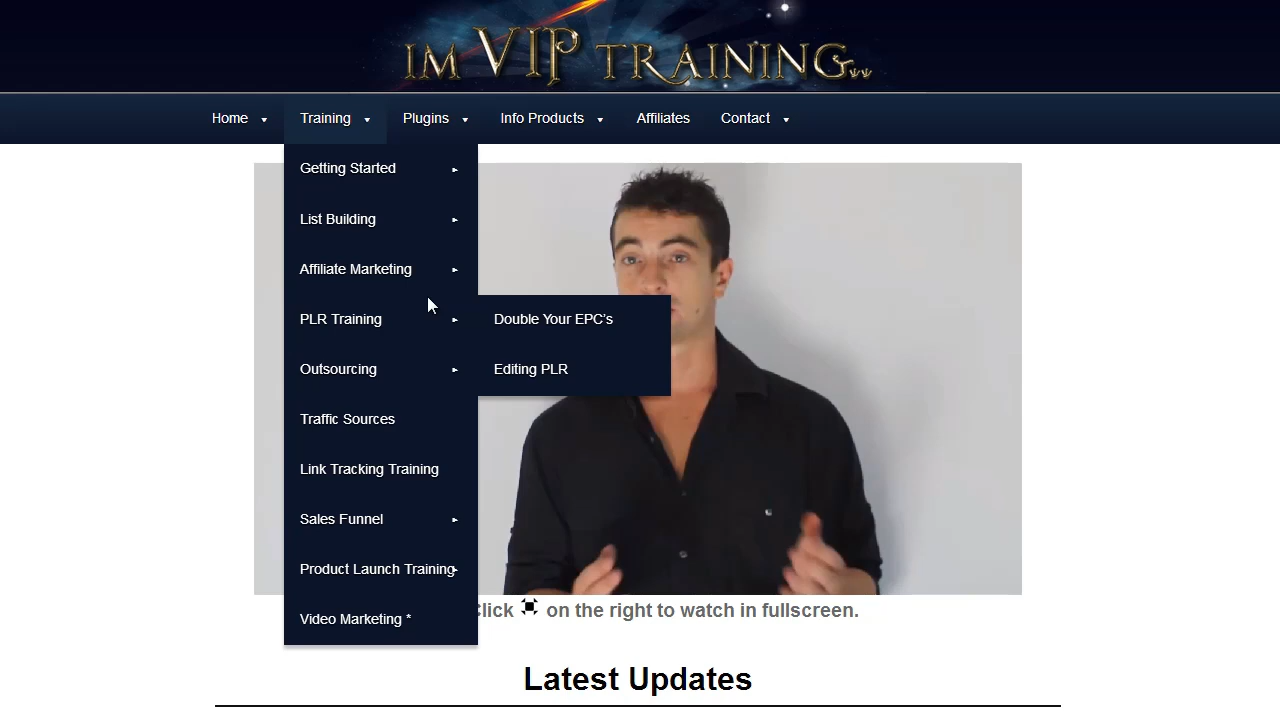 IM VIP TRAINING
Home Training Plugins Info Products Affiliates Contact
Getting Started
List Building
Affiliate Marketing
PLR Training
Double Your EPC's
Outsourcing
Editing PLR
Traffic Sources
Link Tracking Training
Sales Funnel
Product Launch Training
Video Marketing *
Click on the right to watch in fullscreen.
Latest Updates